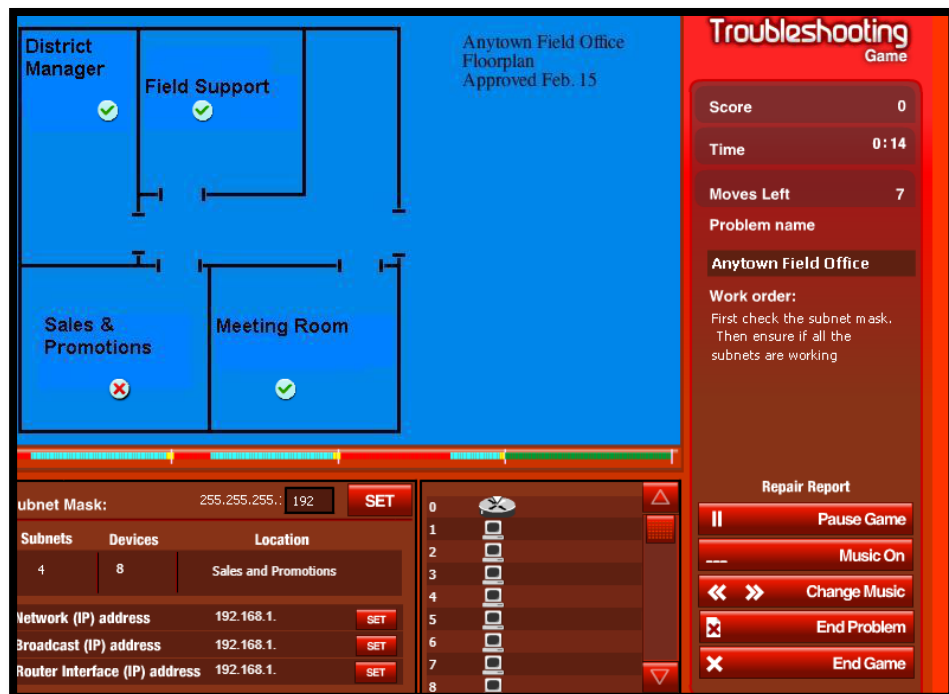 District
Manager
Field Support
Anytown Field Office
Floorplan
Approved Feb. 15
Sales &
Promotions
Meeting Room
Troubleshooting
Game
Score 0
Time 0:14
Moves Left 7
Problem name
Anytown Field Office
Work order:
First check the subnet mask.
Then ensure if all the
subnets are working
ubnet Mask: 255.255.255.: 192 SET
Subnets Devices Location
4 8 Sales and Promotions
Network (IP) address 192.168.1. SET
Broadcast (IP) address 192.168.1. SET
Router Interface (IP) address 192.168.1. SET
0
1
2
3
4
5
6
7
8
Repair Report
Pause Game
Music On
Change Music
End Problem
End Game